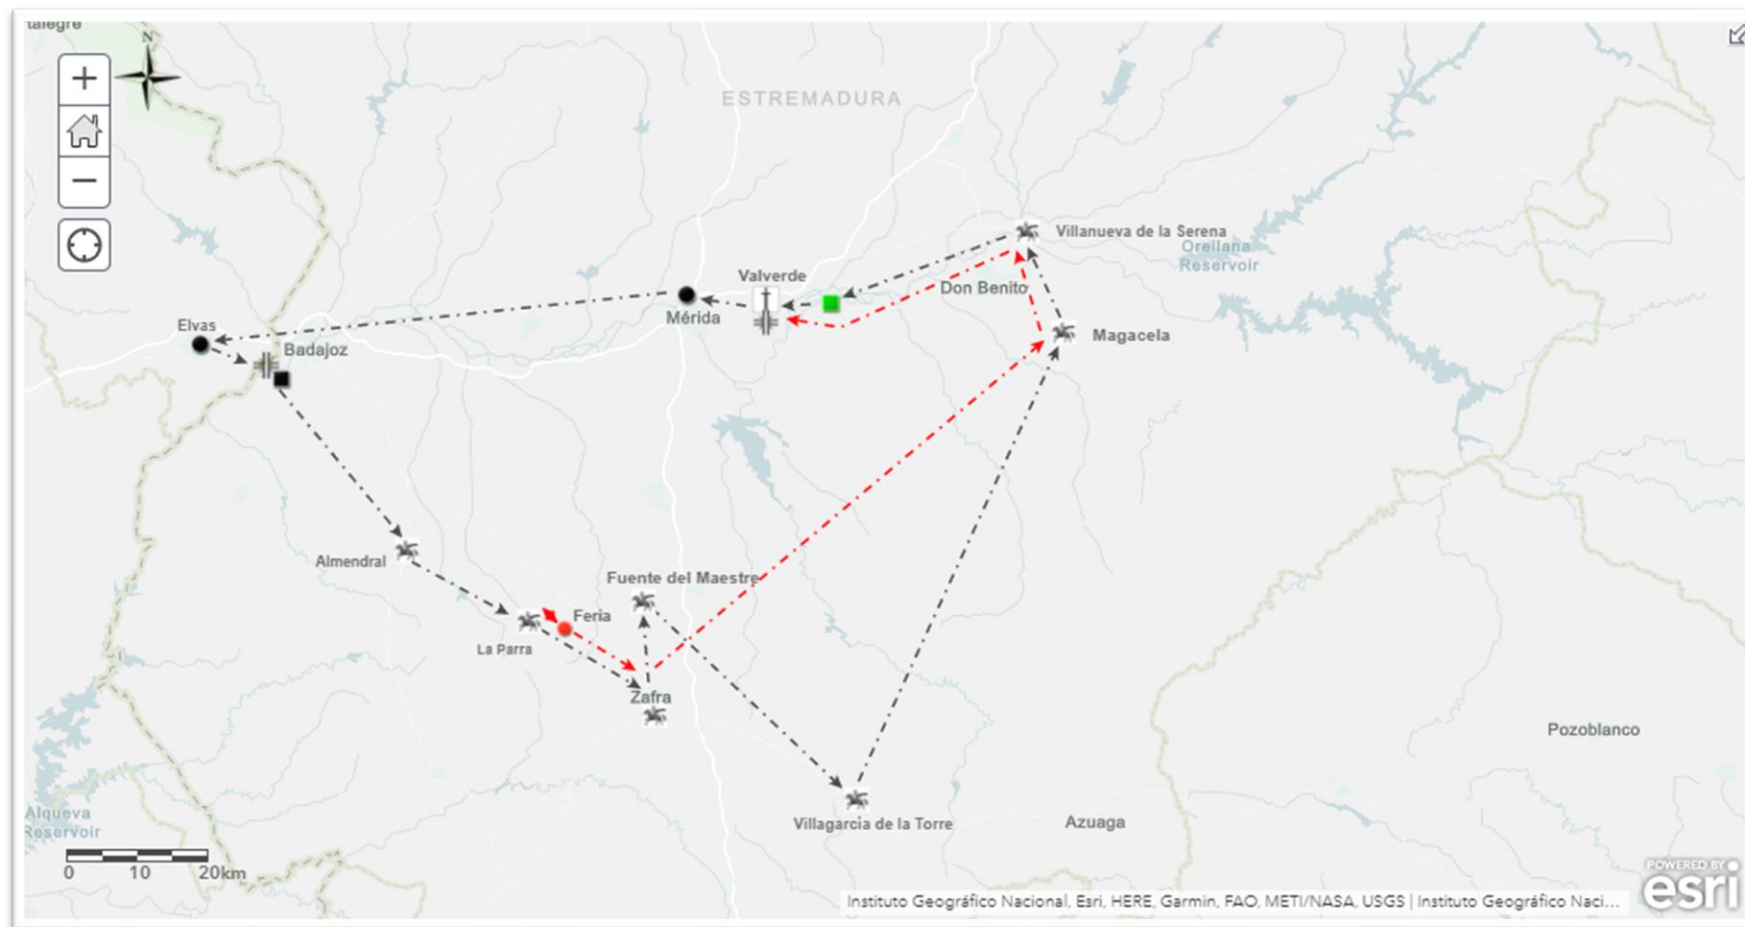 talegre
N
+
−
ESTREMADURA
Villanueva de la Serena
Orellana
Reservoir
Valverde
Don Benito
Mérida
Elvas
Badajoz
Magacela
Almendral
Fuente del Maestre
Feria
La Parra
Zafra
Pozoblanco
Villagarcia de la Torre
Azuaga
Alqueva
Reservoir
0 10 20km
POWERED BY
esri
Instituto Geográfico Nacional, Esri, HERE, Garmin, FAO, METI/NASA, USGS | Instituto Geográfico Naci...